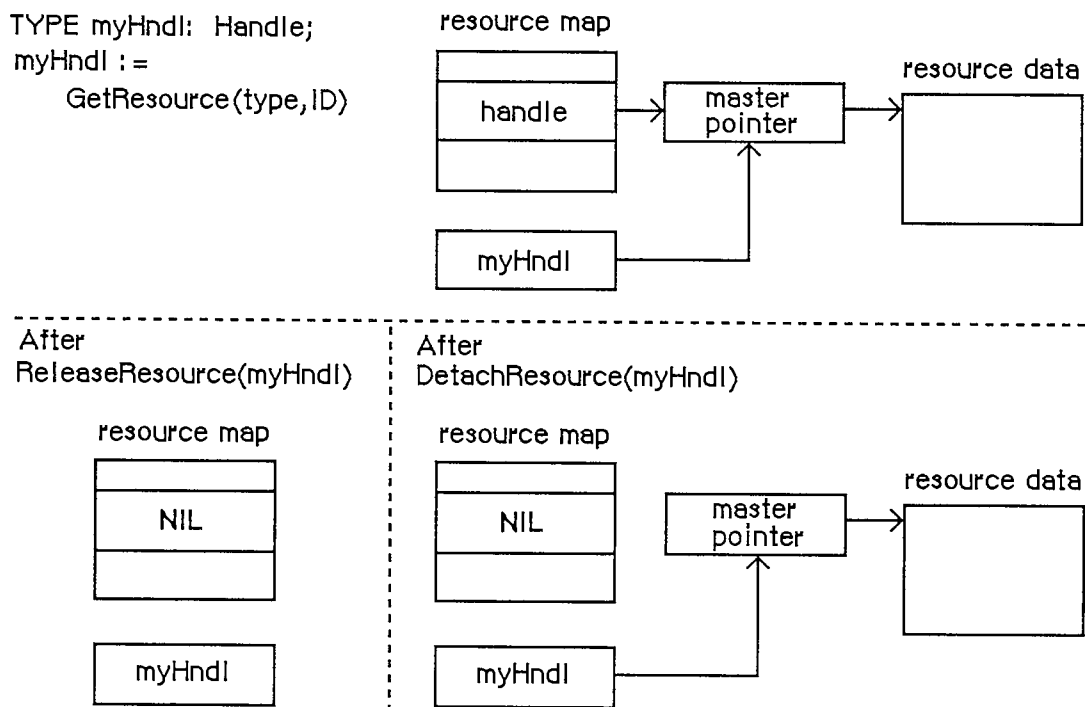 TYPE myHndl: Handle;
myHndl :=
GetResource(type,ID)
resource map
handle
master
pointer
resource data
myHndl
After
ReleaseResource(myHndl)
resource map
NIL
myHndl
After
DetachResource(myHndl)
resource map
NIL
master
pointer
resource data
myHndl